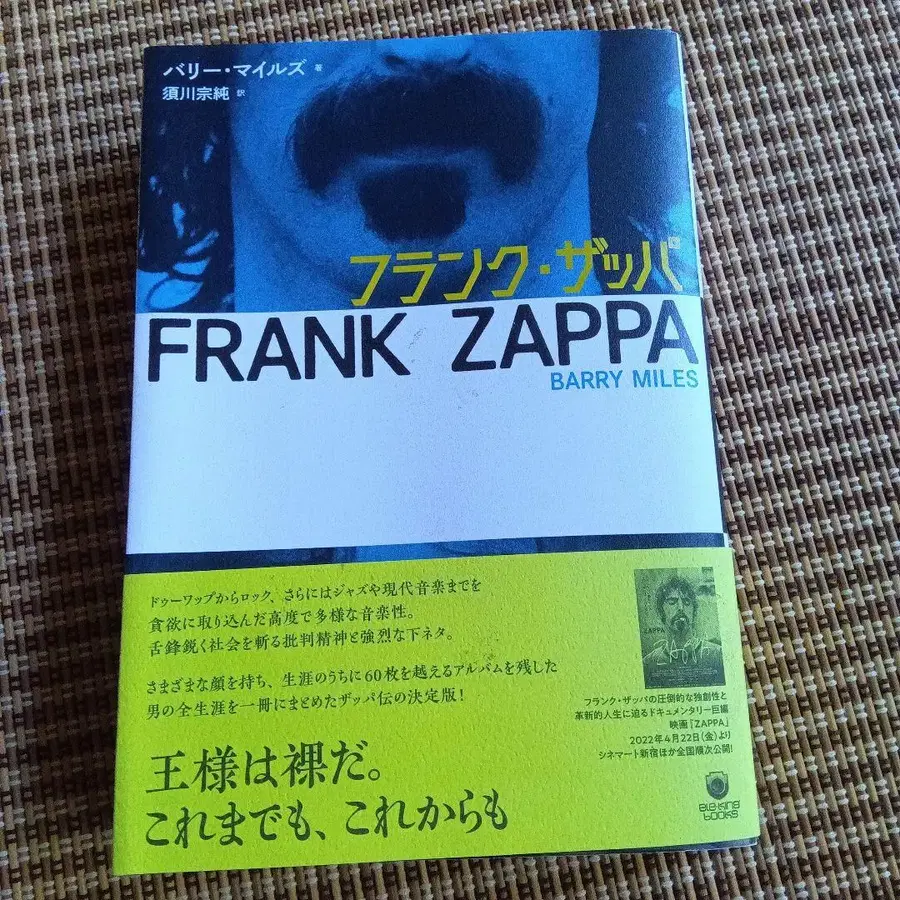 バリー・マイルズ 著
須川宗純 訳
フランク・ザッパ
FRANK ZAPPA
BARRY MILES
ドゥーワップからロック、さらにはジャズや現代音楽までを
貪欲に取り込んだ高度で多様な音楽性。
舌鋒鋭く社会を斬る批判精神と強烈な下ネタ。
さまざまな顔を持ち、生涯のうちに60枚を越えるアルバムを残した
男の全生涯を一冊にまとめたザッパ伝の決定版!
王様は裸だ。
これまでも、これからも
ZAPPA
フランク・ザッパの圧倒的な独創性と
革新的人生に迫るドキュメンタリー巨編
映画「ZAPPA」
2022年4月22日(金)より
シネマート新宿ほか全国順次公開!
ele-king
books